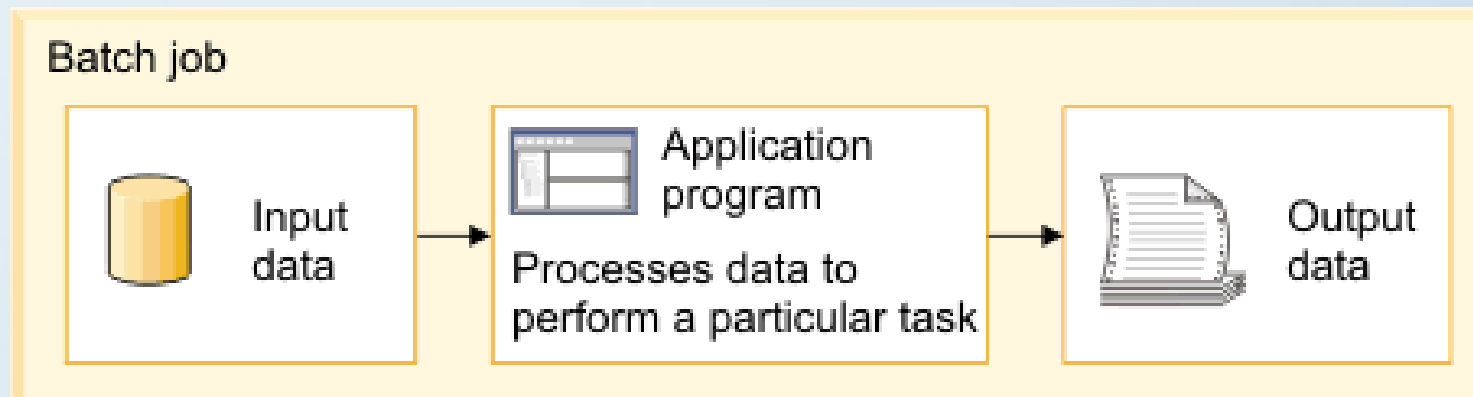 Batch job
Input
data
Application
program
Processes data to
perform a particular task
Output
data